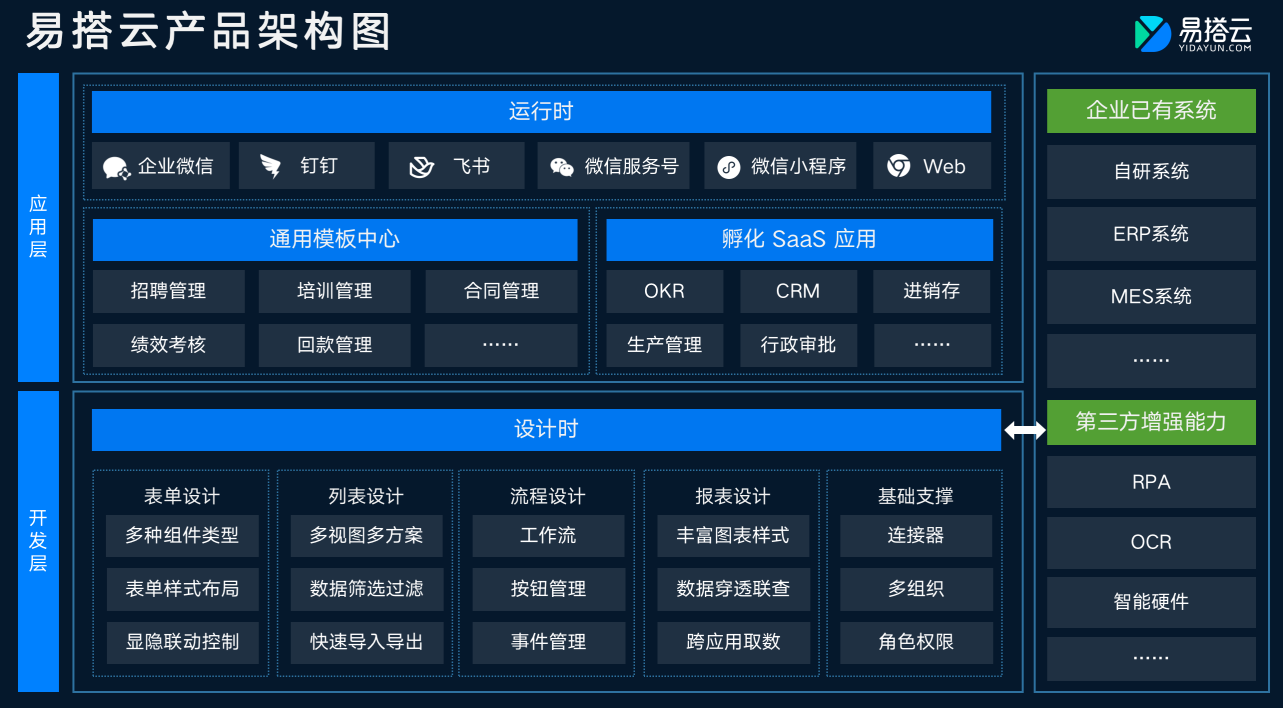 易搭云产品架构图
易搭云
YIDAYUN.COM
应用层
运行时
企业微信
钉钉
飞书
微信服务号
微信小程序
Web
通用模板中心
招聘管理
培训管理
合同管理
绩效考核
回款管理
……
孵化 SaaS 应用
OKR
CRM
进销存
生产管理
行政审批
……
开发层
设计时
表单设计
多种组件类型
表单样式布局
显隐联动控制
列表设计
多视图多方案
数据筛选过滤
快速导入导出
流程设计
工作流
按钮管理
事件管理
报表设计
丰富图表样式
数据穿透联查
跨应用取数
基础支撑
连接器
多组织
角色权限
企业已有系统
自研系统
ERP系统
MES系统
……
第三方增强能力
RPA
OCR
智能硬件
……